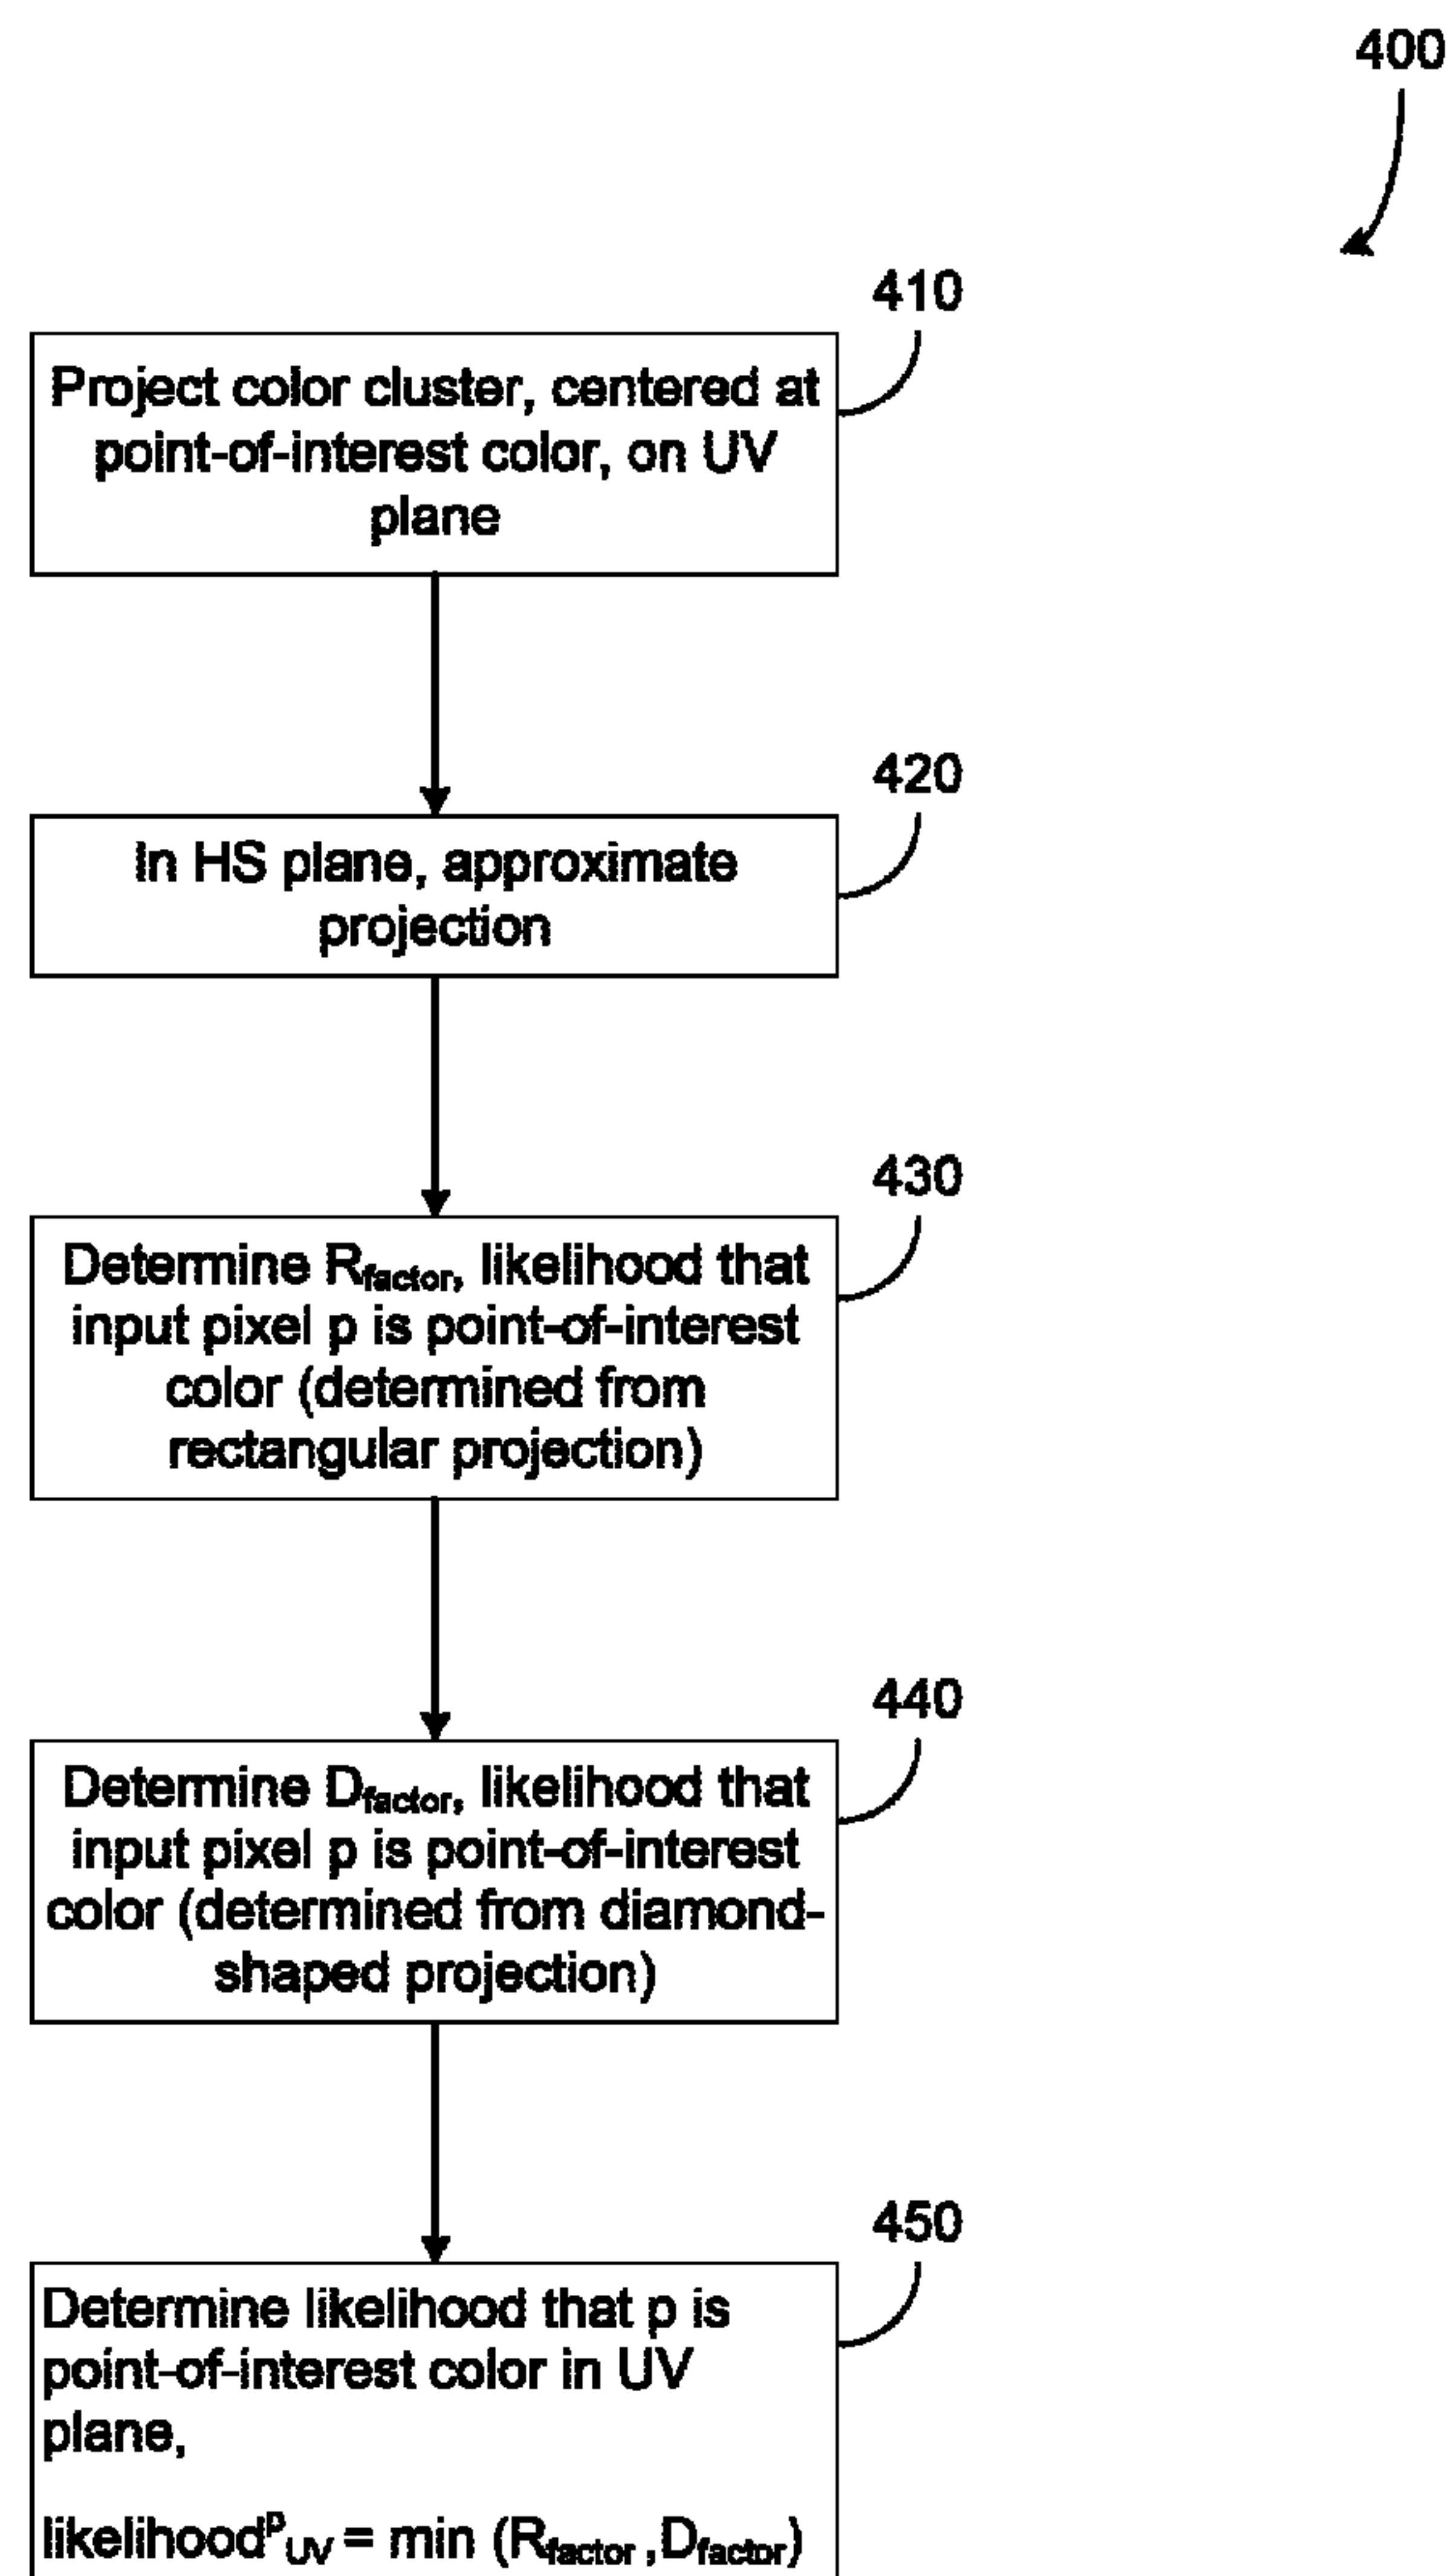 400
410
Project color cluster, centered at
point-of-interest color, on UV
plane
420
In HS plane, approximate
projection
430
Determine Rfactor, likelihood that
input pixel p is point-of-interest
color (determined from
rectangular projection)
440
Determine Dfactor, likelihood that
input pixel p is point-of-interest
color (determined from diamond-
shaped projection)
450
Determine likelihood that p is
point-of-interest color in UV
plane,
likelihoodᵖUV = min (Rfactor ,Dfactor)